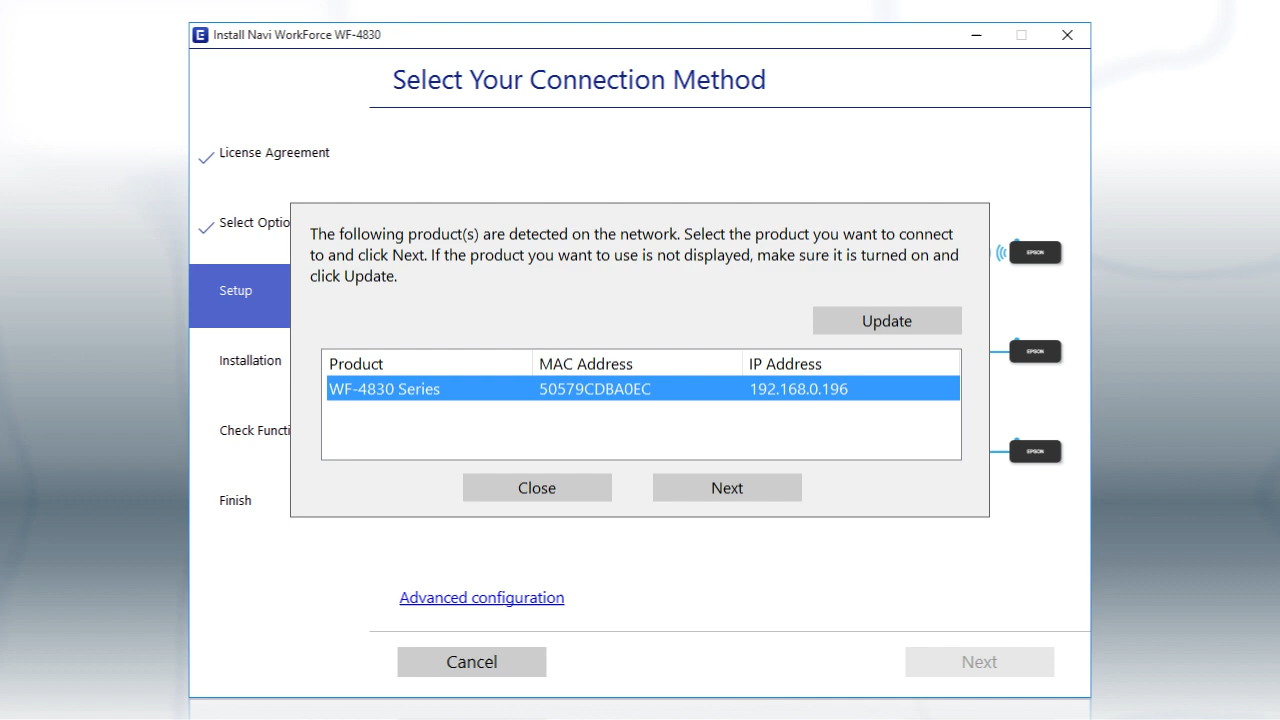 Install Navi WorkForce WF-4830
Select Your Connection Method
License Agreement
Select Optio
Setup
Installation
Check Functi
Finish
The following product(s) are detected on the network. Select the product you want to connect
to and click Next. If the product you want to use is not displayed, make sure it is turned on and
click Update.
Update
Product MAC Address IP Address
WF-4830 Series 50579CDBA0EC 192.168.0.196
Close Next
EPSON
EPSON
EPSON
Advanced configuration
Cancel Next